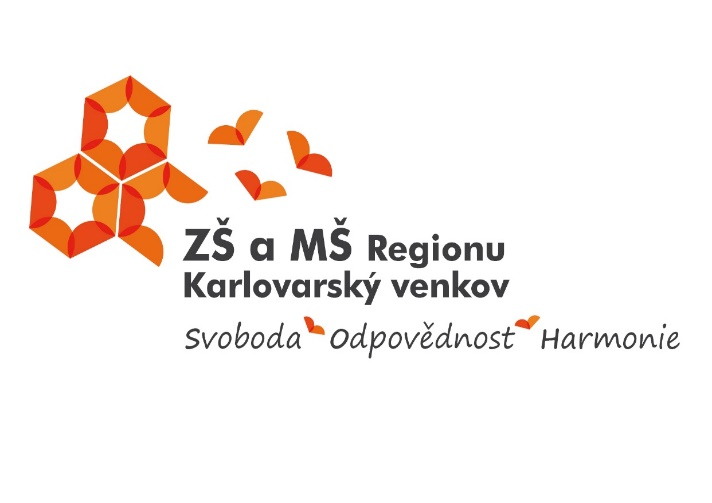 ZŠ a MŠ Regionu
Karlovarský venkov
Svoboda Odpovědnost Harmonie